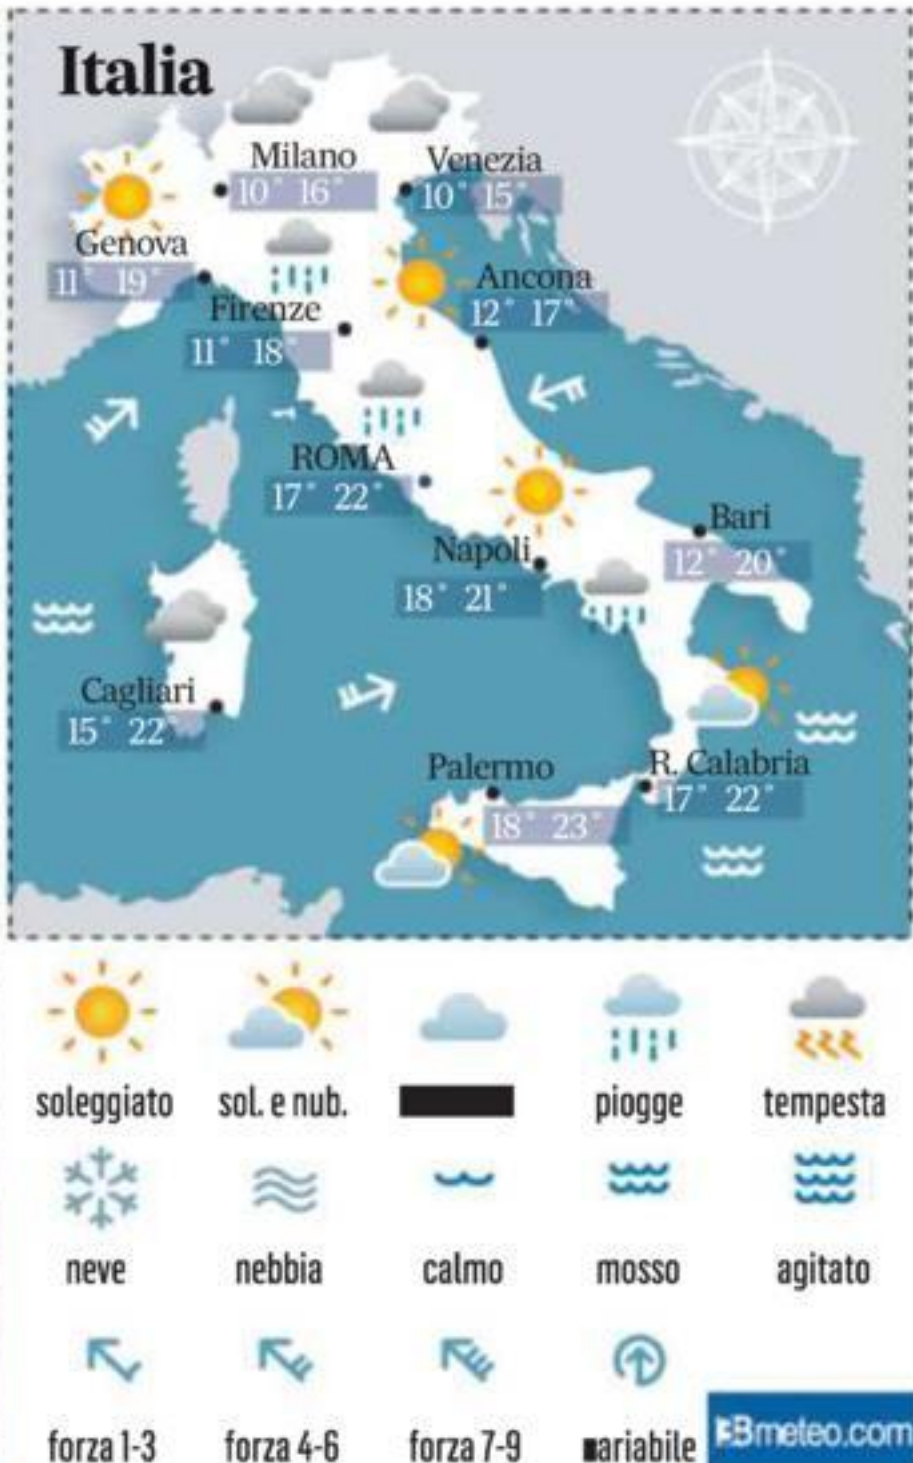 Italia
Milano
10° 16°
Venezia
10° 15°
Genova
11° 19°
Ancona
12° 17°
Firenze
11° 18°
ROMA
17° 22°
Bari
12° 20°
Napoli
18° 21°
Cagliari
15° 22°
Palermo
18° 23°
R. Calabria
17° 22°
soleggiato sol. e nub. piogge tempesta
neve nebbia calmo mosso agitato
forza 1-3 forza 4-6 forza 7-9 ariabile
3Bmeteo.com